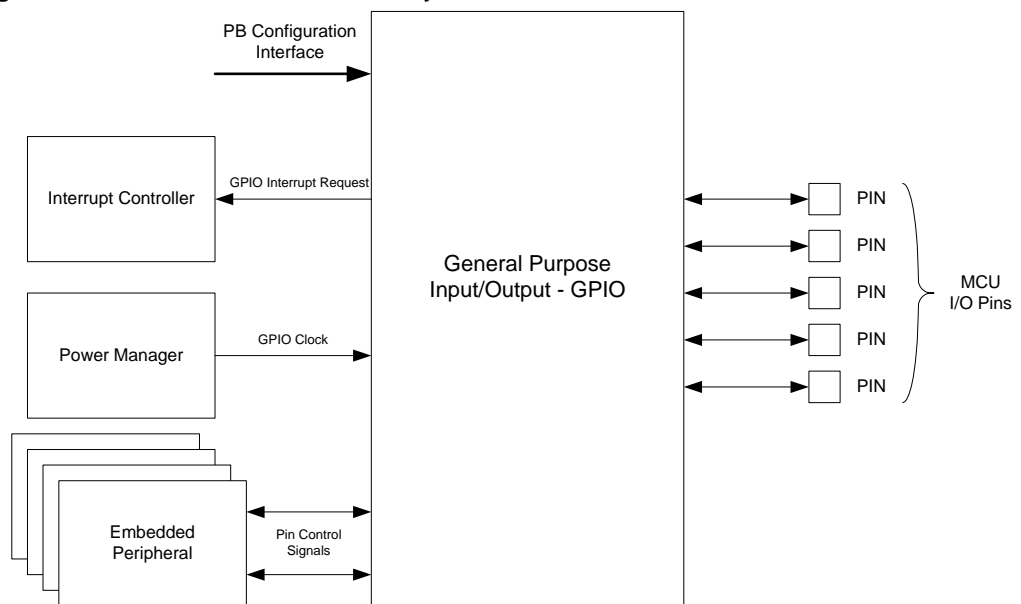 PB Configuration
Interface
Interrupt Controller
GPIO Interrupt Request
General Purpose
Input/Output - GPIO
PIN
PIN
PIN
PIN
PIN
MCU
I/O Pins
Power Manager
GPIO Clock
Embedded
Peripheral
Pin Control
Signals